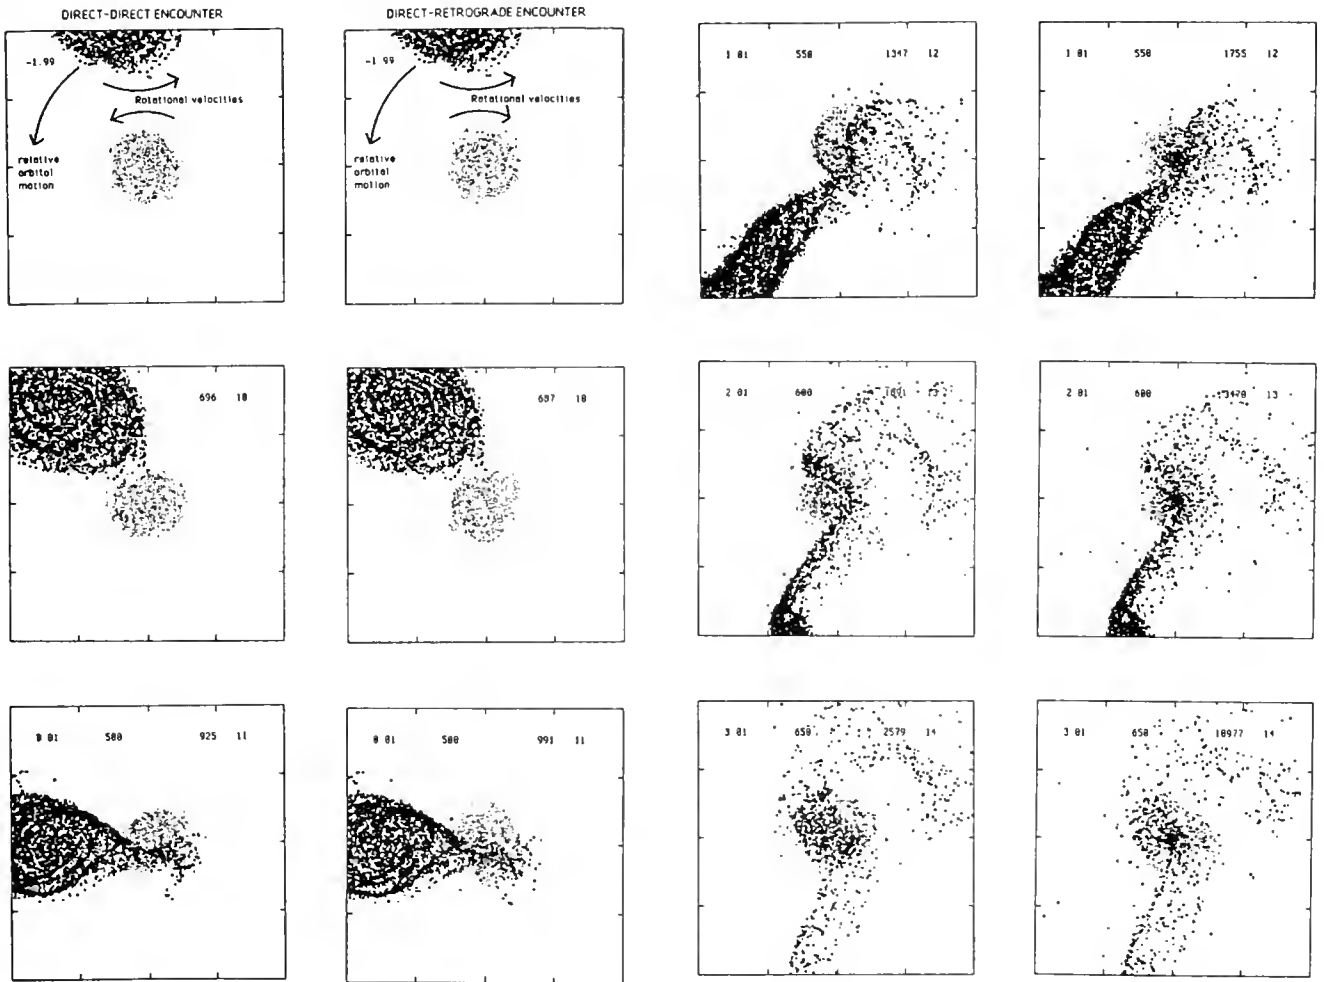 DIRECT-DIRECT ENCOUNTER
-1.99
Rotational velocities
relative
orbital
motion
DIRECT-RETROGRADE ENCOUNTER
-1 99
Rotational velocities
relative
orbital
motion
1 01 550 1347 12
1 01 550 1755 12
696 10
687 10
2 01 600 13
2 01 600 13
0 01 500 925 11
0 01 500 991 11
3 01 650 2579 14
3 01 650 10977 14